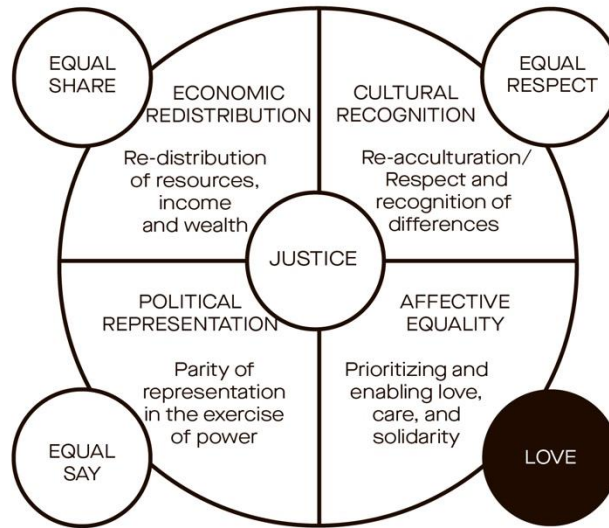 EQUAL
SHARE
ECONOMIC
REDISTRIBUTION
Re-distribution
of resources,
income
and wealth
EQUAL
RESPECT
CULTURAL
RECOGNITION
Re-acculturation/
Respect and
recognition of
differences
JUSTICE
POLITICAL
REPRESENTATION
Parity of
representation
in the exercise
of power
EQUAL
SAY
AFFECTIVE
EQUALITY
Prioritizing and
enabling love,
care, and
solidarity
LOVE